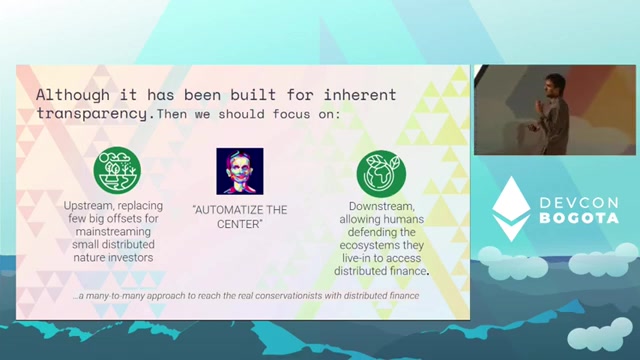 Although it has been built for inherent
transparency.Then we should focus on:
Upstream, replacing
few big offsets for
mainstreaming
small distributed
nature investors
“AUTOMATIZE THE
CENTER”
Downstream,
allowing humans
defending the
ecosystems they
live-in to access
distributed finance.
...a many-to-many approach to reach the real conservationists with distributed finance
DEVCON
BOGOTA